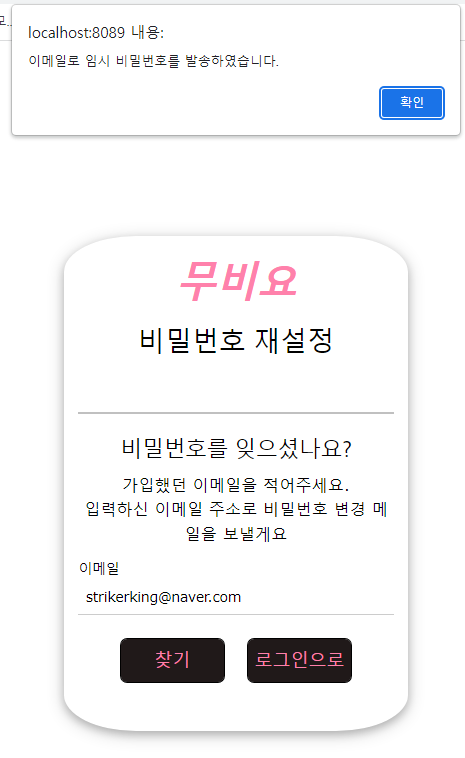 모..
localhost:8089 내용:
이메일로 임시 비밀번호를 발송하였습니다.
확인
무비요
비밀번호 재설정
비밀번호를 잊으셨나요?
가입했던 이메일을 적어주세요.
입력하신 이메일 주소로 비밀번호 변경 메
일을 보낼게요
이메일
strikerking@naver.com
찾기 로그인으로